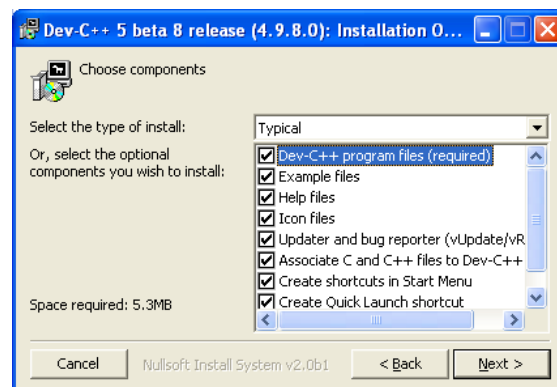 Dev-C++ 5 beta 8 release (4.9.8.0): Installation O...
Choose components
Select the type of install:
Typical
Or, select the optional
components you wish to install:
Dev-C++ program files (required)
Example files
Help files
Icon files
Updater and bug reporter (vUpdate/vR
Associate C and C++ files to Dev-C++
Create shortcuts in Start Menu
Create Quick Launch shortcut
Space required: 5.3MB
Cancel
Nullsoft Install System v2.0b1
< Back
Next >